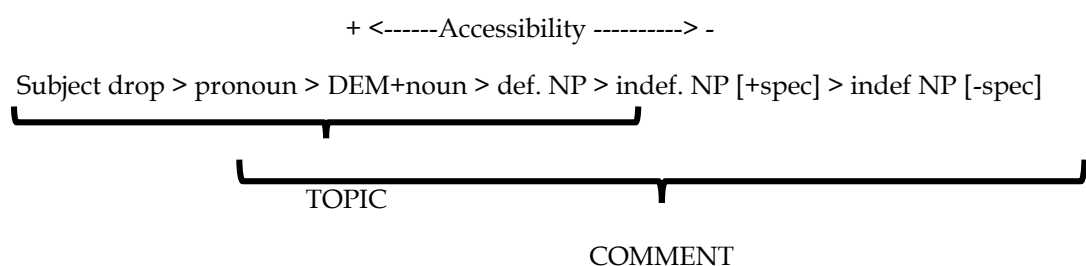 + <------Accessibility ----------> -
Subject drop > pronoun > DEM+noun > def. NP > indef. NP [+spec] > indef NP [-spec]
TOPIC
COMMENT